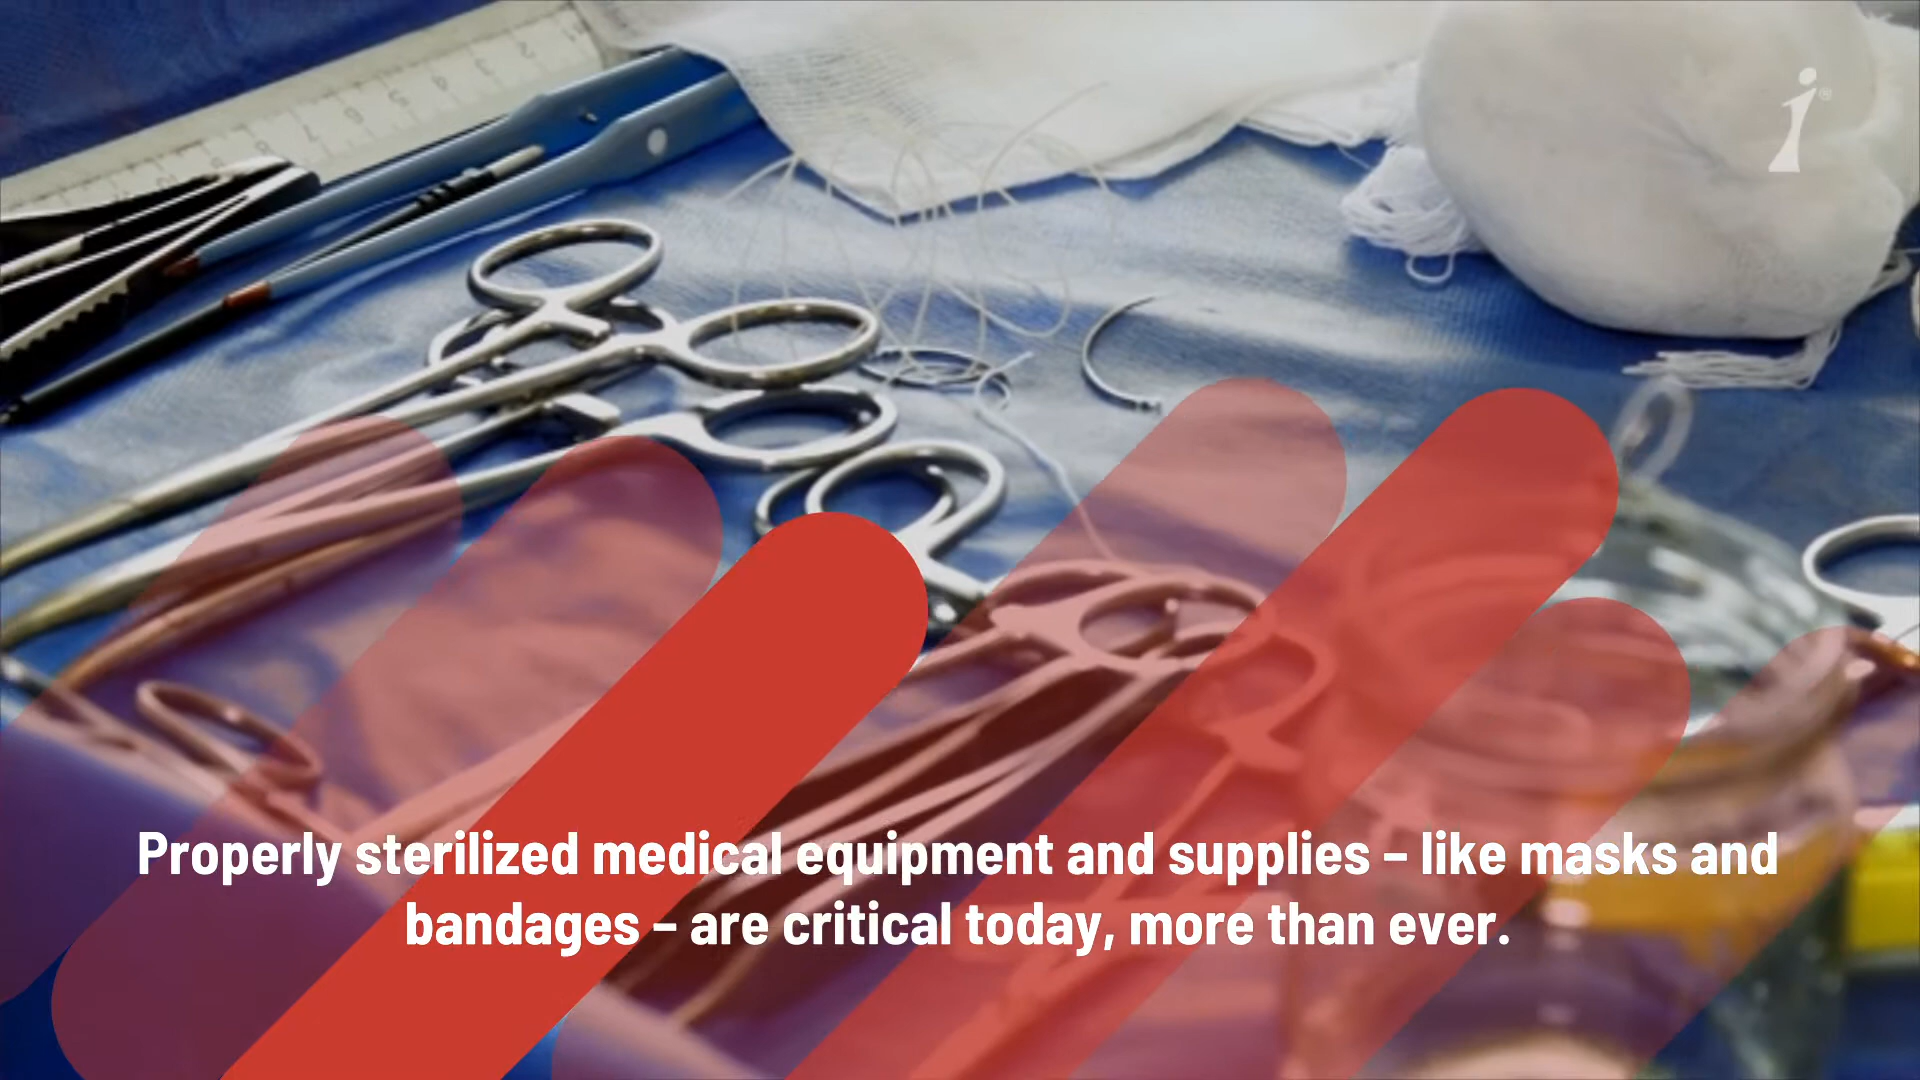 i®
Properly sterilized medical equipment and supplies – like masks and
bandages – are critical today, more than ever.